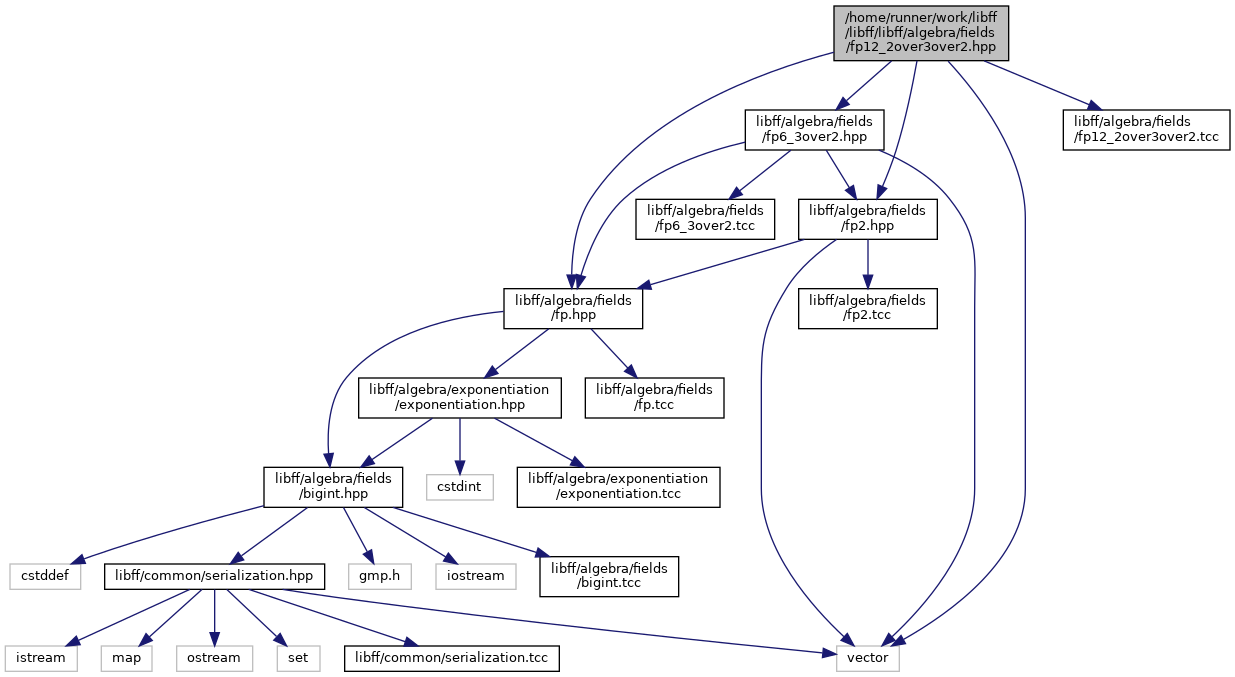 /home/runner/work/libff
/libff/libff/algebra/fields
/fp12_2over3over2.hpp
libff/algebra/fields
/fp6_3over2.hpp
libff/algebra/fields
/fp12_2over3over2.tcc
libff/algebra/fields
/fp6_3over2.tcc
libff/algebra/fields
/fp2.hpp
libff/algebra/fields
/fp.hpp
libff/algebra/fields
/fp2.tcc
libff/algebra/exponentiation
/exponentiation.hpp
libff/algebra/fields
/fp.tcc
libff/algebra/fields
/bigint.hpp
cstdint
libff/algebra/exponentiation
/exponentiation.tcc
cstddef
libff/common/serialization.hpp
gmp.h
iostream
libff/algebra/fields
/bigint.tcc
istream
map
ostream
set
libff/common/serialization.tcc
vector